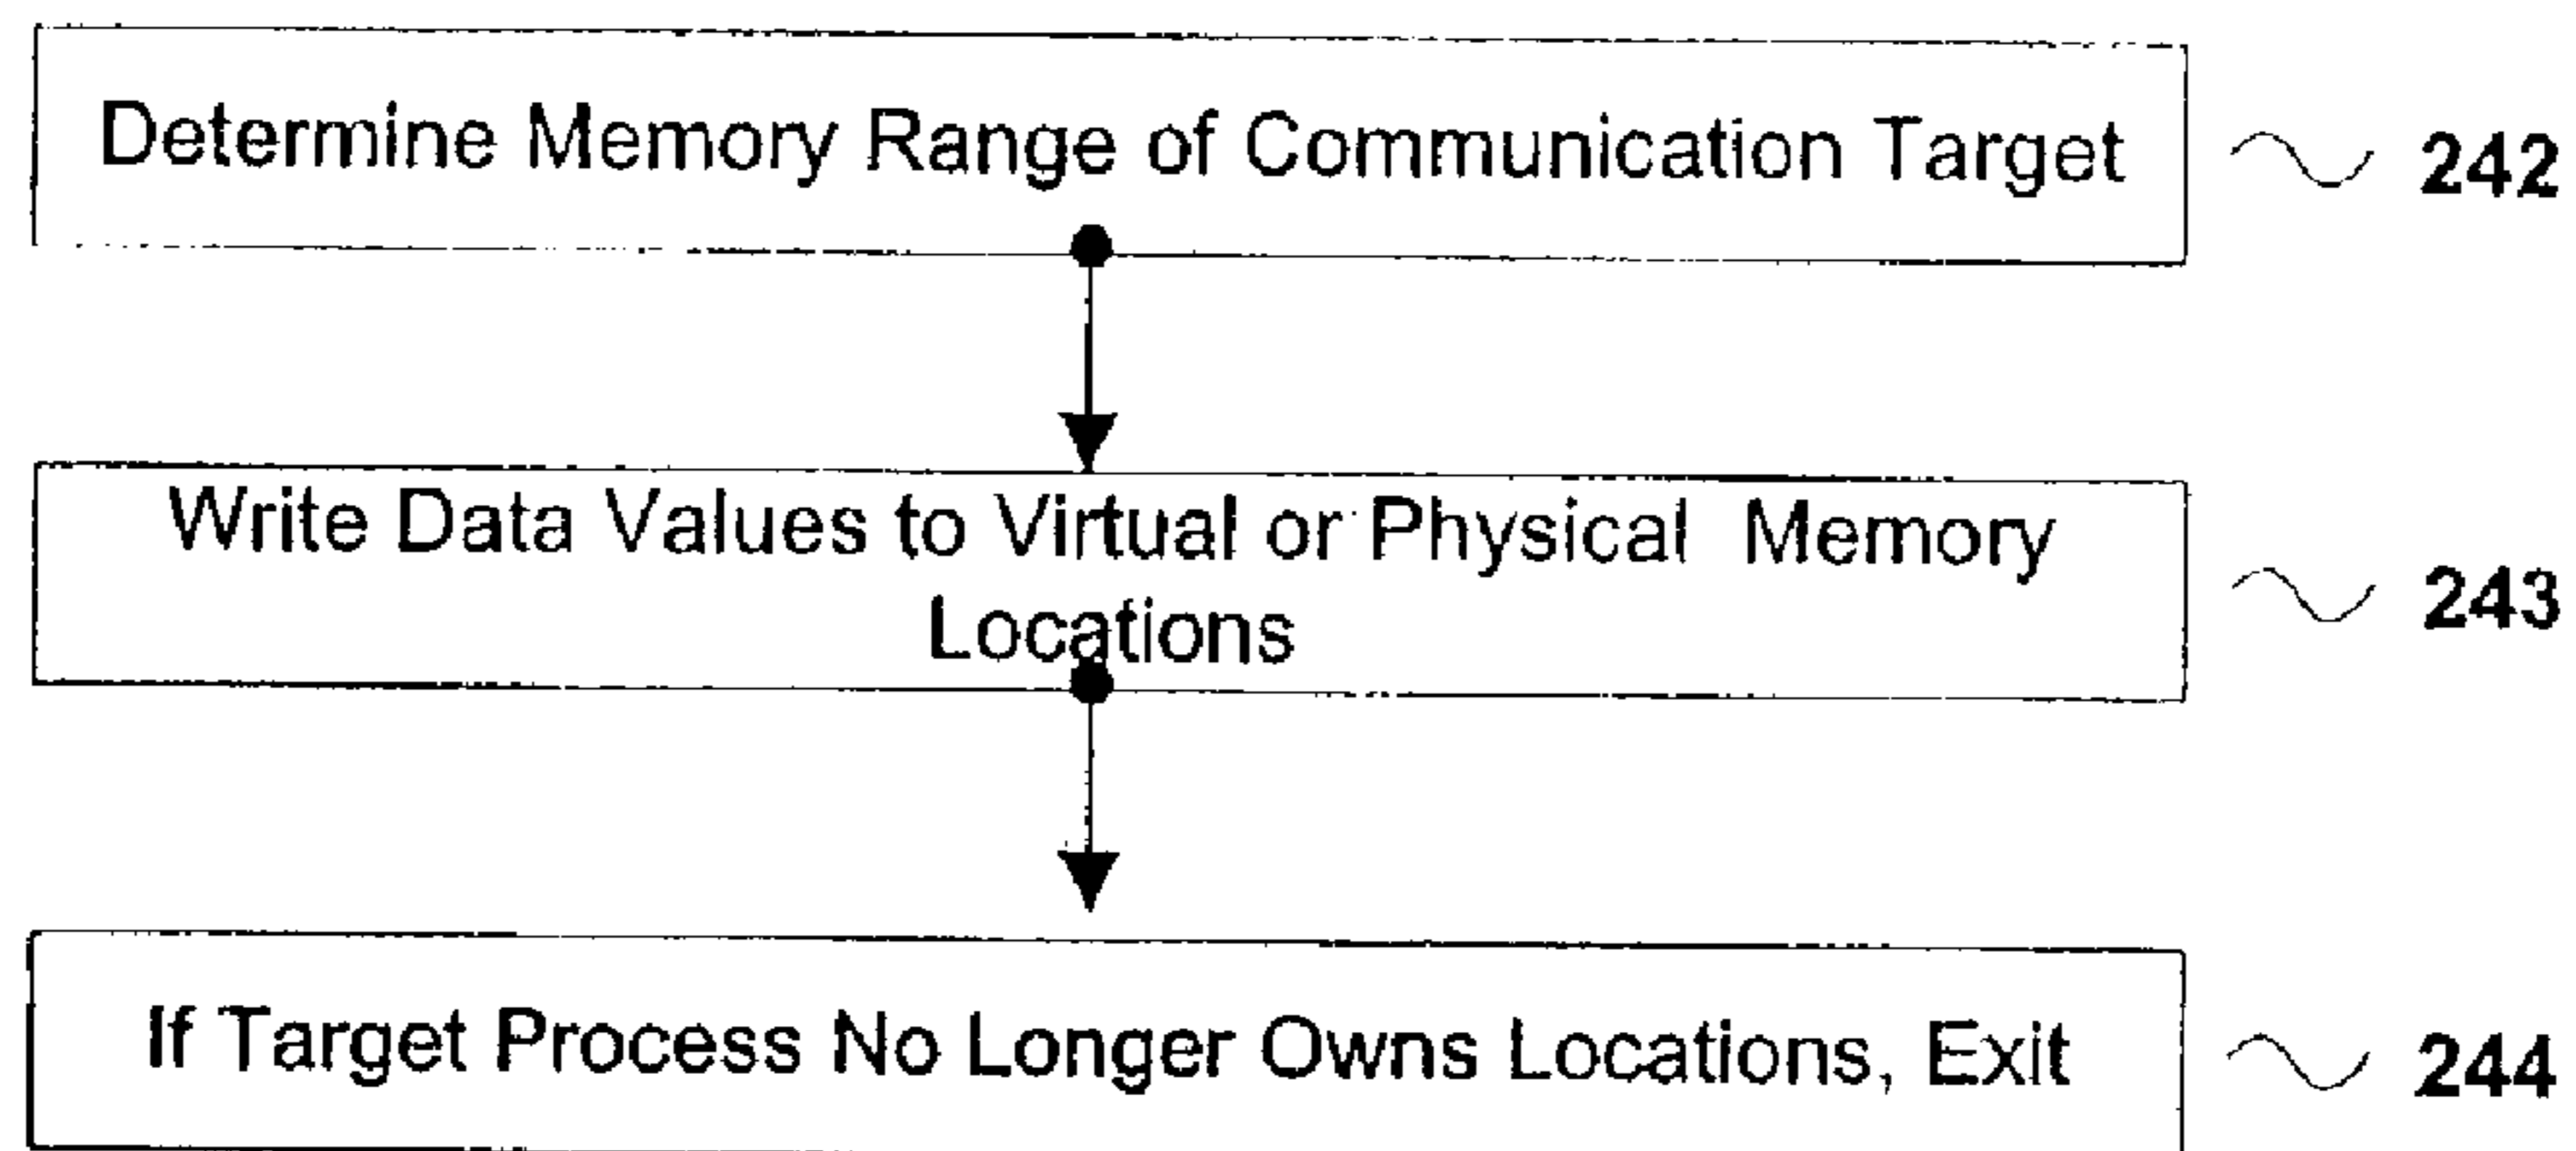 Determine Memory Range of Communication Target
242
Write Data Values to Virtual or Physical Memory
Locations
243
If Target Process No Longer Owns Locations, Exit
244